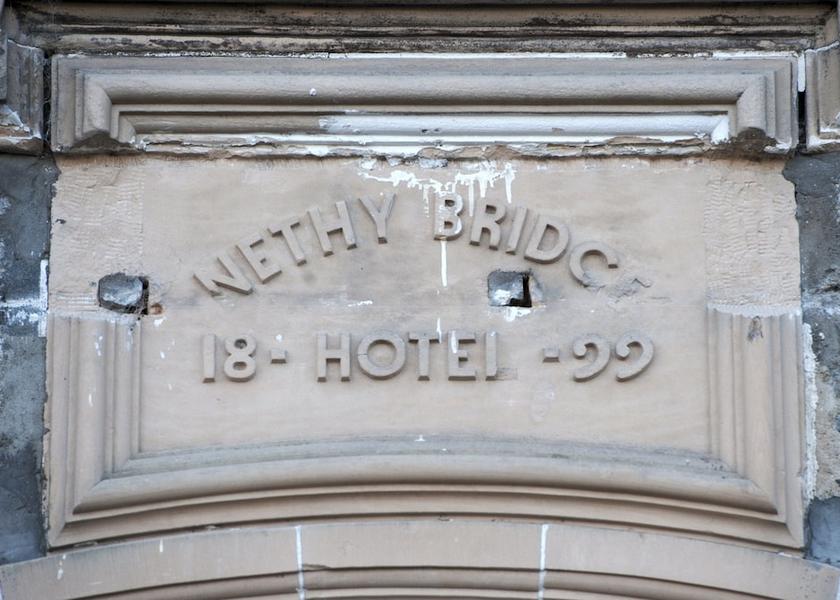 NETHY BRIDGE
18- HOTEL -99